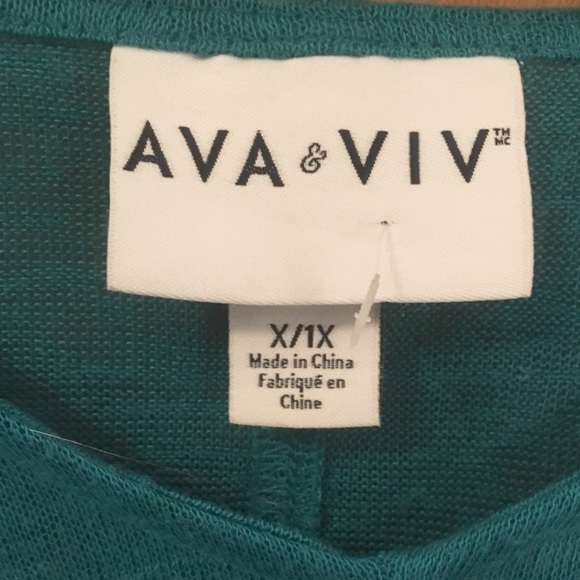 AVA & VIV TM MC
X/1X
Made in China
Fabriqué en
Chine